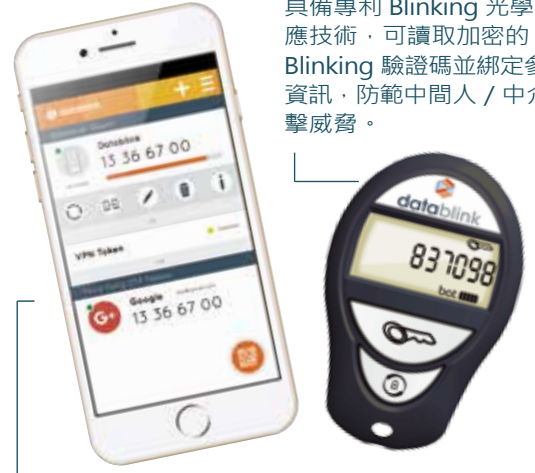 具備專利 Blinking 光學
應技術，可讀取加密的
Blinking 驗證碼並綁定
資訊，防範中間人 / 中
擊威脅。
Datablink
13 36 67 00
VPN Token
Google
13 36 67 00
G+
datablink
837098
bat